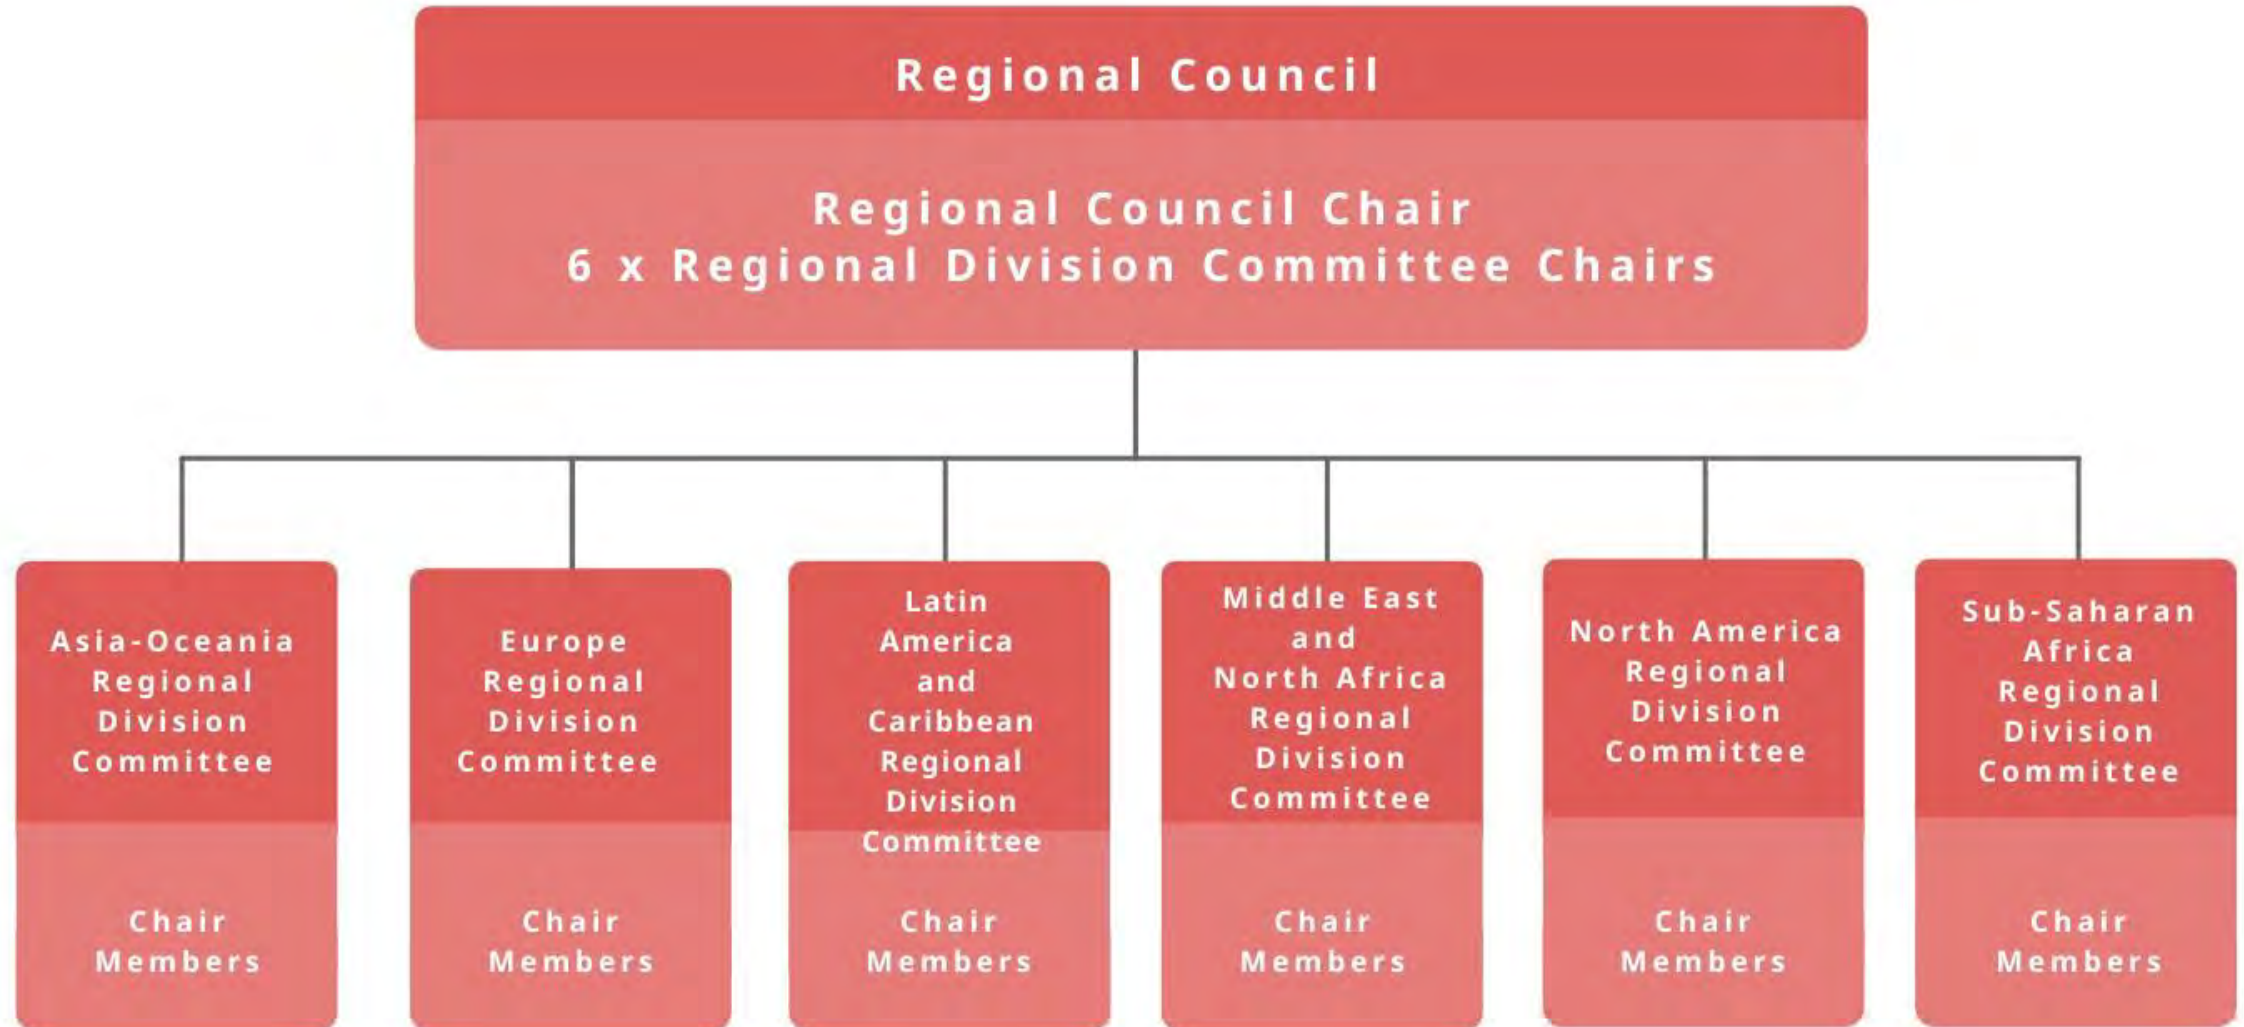 Regional Council
Regional Council Chair
6 x Regional Division Committee Chairs
Asia-Oceania
Regional
Division
Committee
Chair
Members
Europe
Regional
Division
Committee
Chair
Members
Latin
America
and
Caribbean
Regional
Division
Committee
Chair
Members
Middle East
and
North Africa
Regional
Division
Committee
Chair
Members
North America
Regional
Division
Committee
Chair
Members
Sub-Saharan
Africa
Regional
Division
Committee
Chair
Members